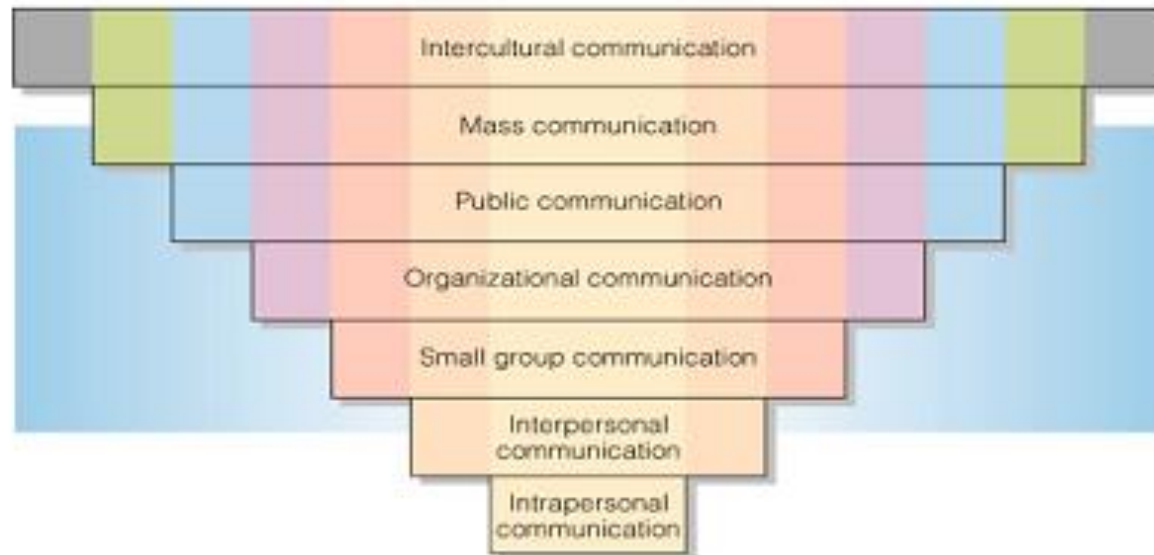 Intercultural communication
Mass communication
Public communication
Organizational communication
Small group communication
Interpersonal
communication
Intrapersonal
communication